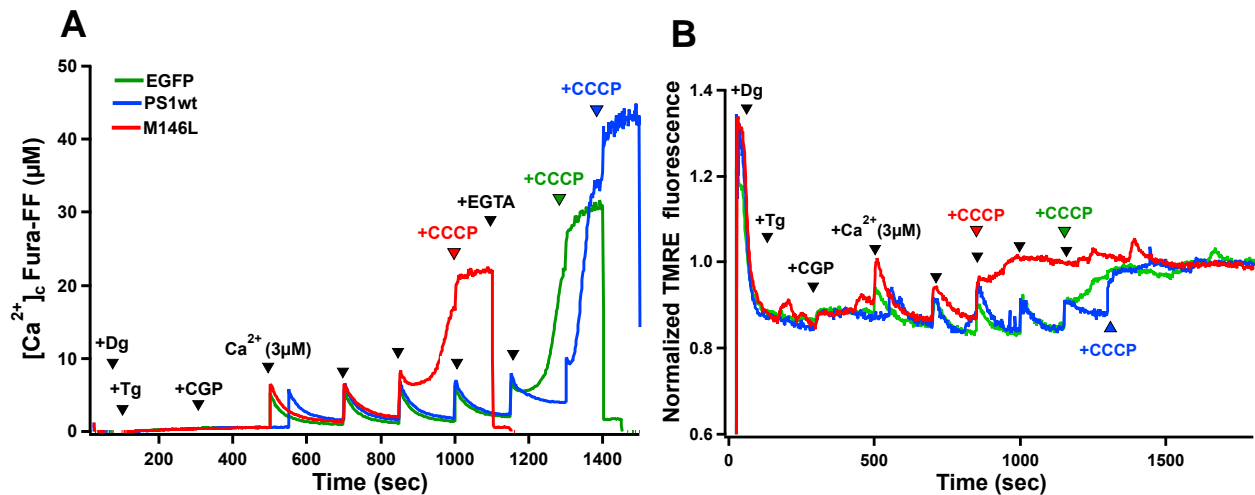 A
EGFP
PS1wt
M146L
[Ca²⁺]c Fura-FF (µM)
50
40
30
20
10
0
+Dg
+Tg
+CGP
Ca²⁺ (3µM)
+CCCP
+EGTA
+CCCP
+CCCP
200
400
600
800
1000
1200
1400
Time (sec)
B
Normalized TMRE fluorescence
1.4
1.2
1.0
0.8
0.6
+Dg
+Tg
+CGP
+Ca²⁺(3µM)
+CCCP
+CCCP
+CCCP
0
500
1000
1500
Time (sec)